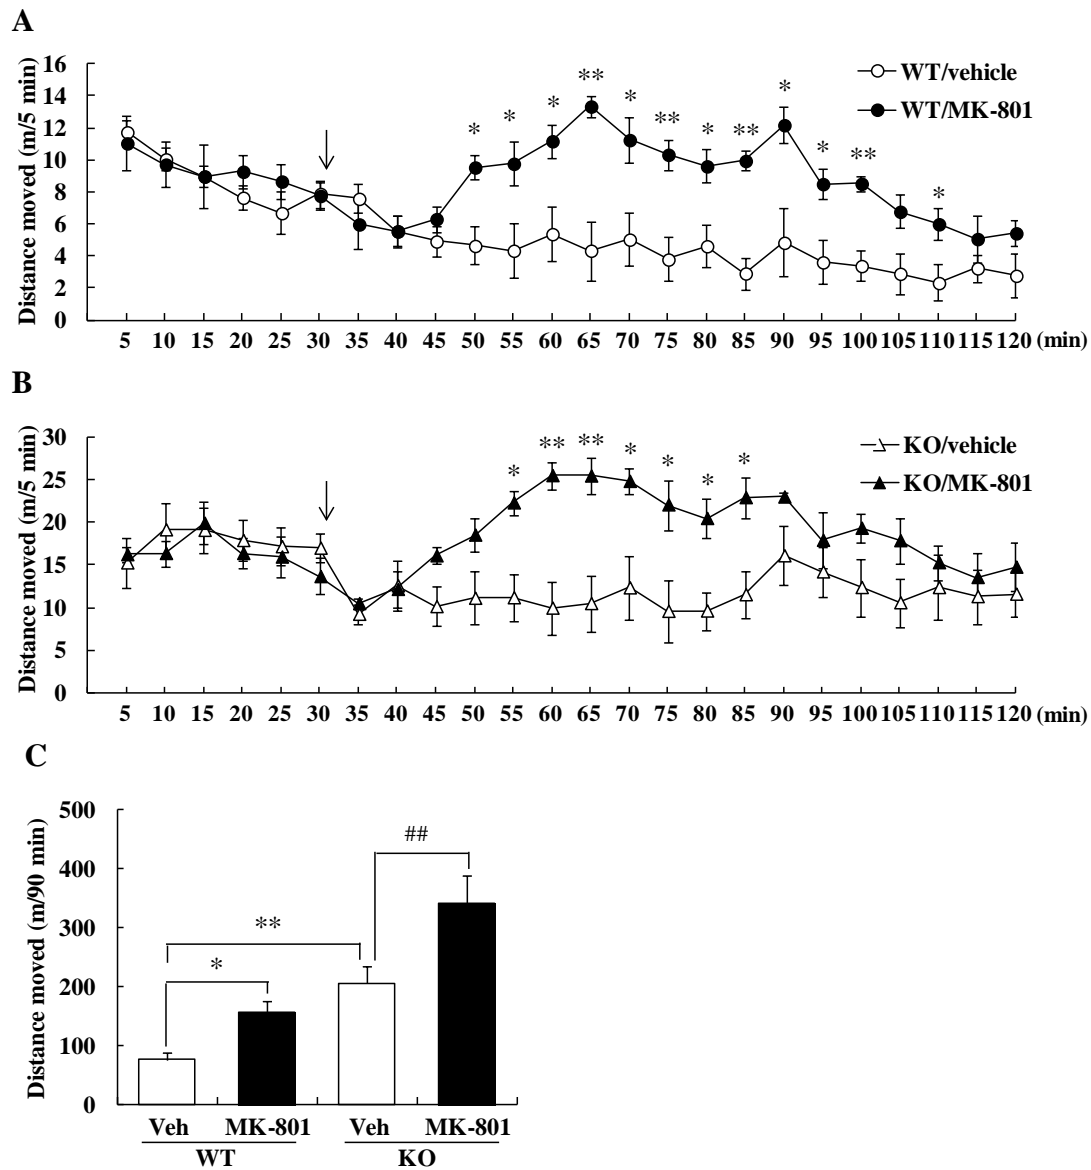 A
Distance moved (m/5 min)
16
14
12
10
8
6
4
2
0
WT/vehicle
WT/MK-801
* * * ** * ** * ** * * ** *
5 10 15 20 25 30 35 40 45 50 55 60 65 70 75 80 85 90 95 100 105 110 115 120 (min)
B
Distance moved (m/5 min)
30
25
20
15
10
5
0
KO/vehicle
KO/MK-801
* ** ** * * * *
5 10 15 20 25 30 35 40 45 50 55 60 65 70 75 80 85 90 95 100 105 110 115 120 (min)
C
Distance moved (m/90 min)
500
400
300
200
100
0
##
**
*
Veh MK-801 Veh MK-801
WT KO